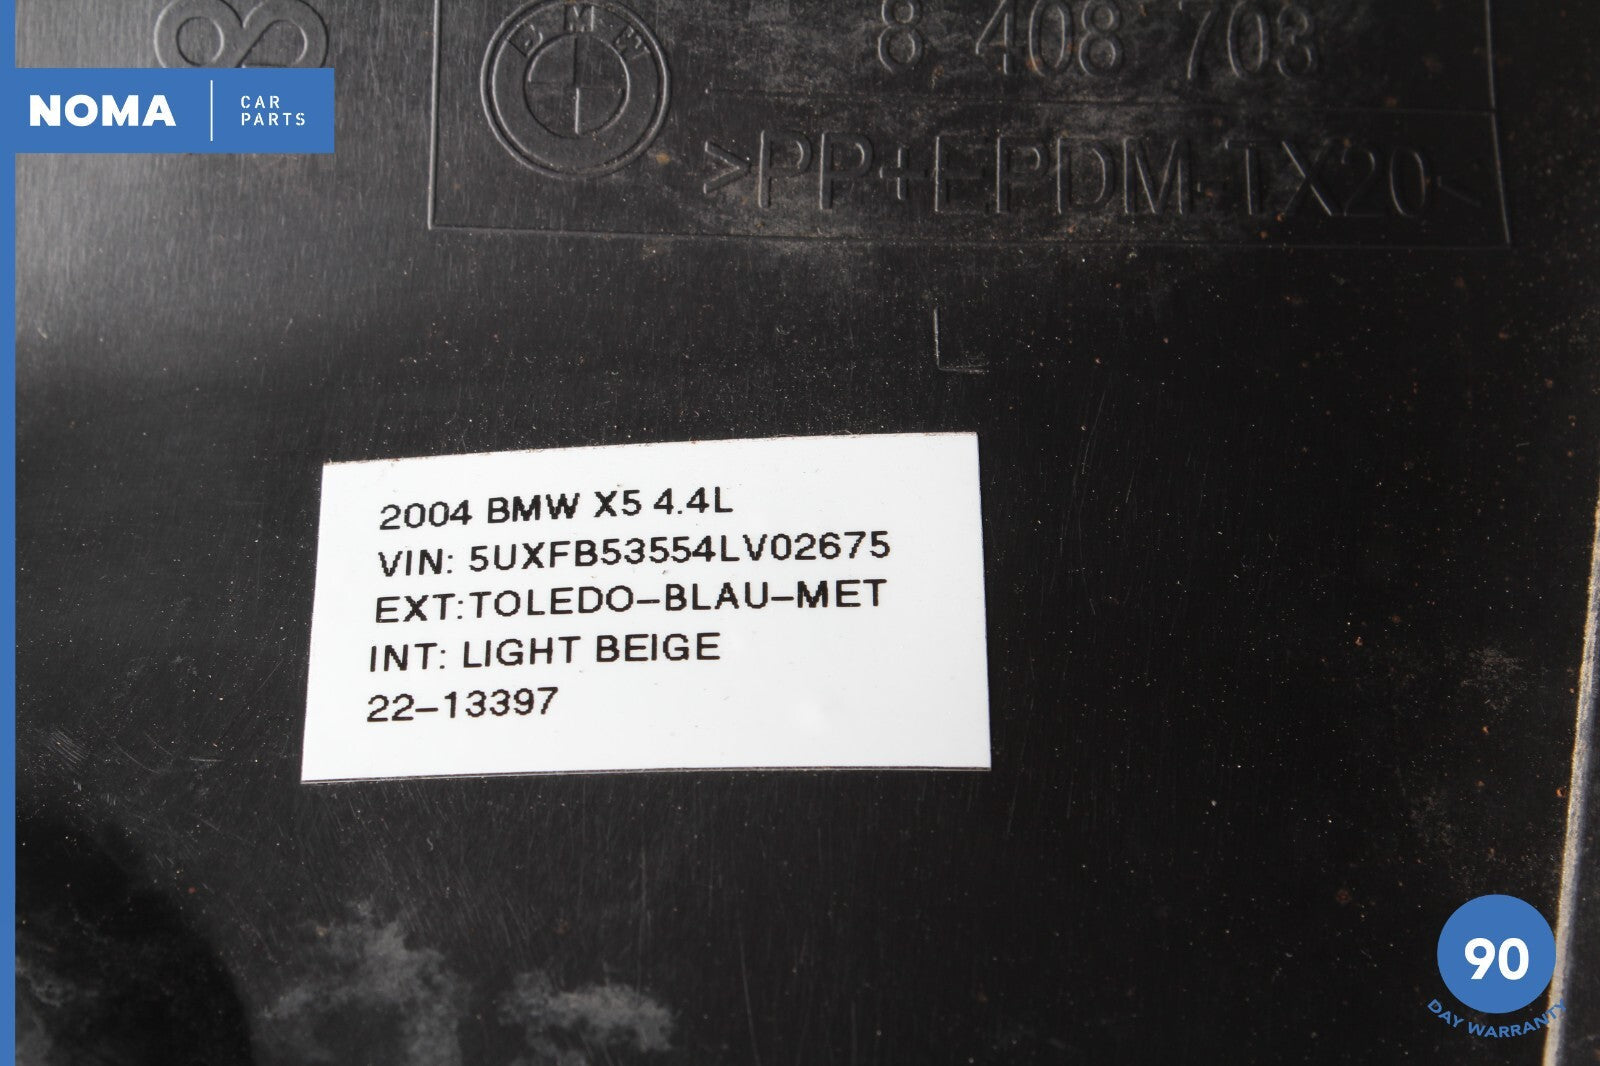 BMW
8 408 703
>PP+EPDM-TX20<
NOMA
CAR
PARTS
2004 BMW X5 4.4L
VIN: 5UXFB53554LV02675
EXT:TOLEDO–BLAU–MET
INT: LIGHT BEIGE
22–13397
90
DAY WARRANTY